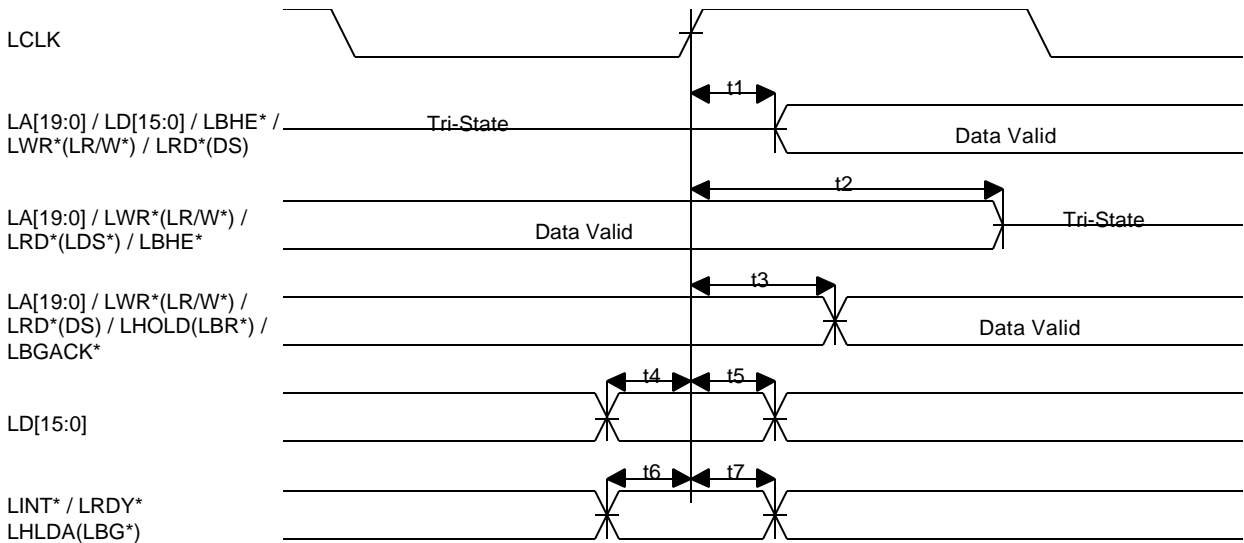 LCLK
t1
LA[19:0] / LD[15:0] / LBHE* /
LWR*(LR/W*) / LRD*(DS)
Tri-State
Data Valid
t2
LA[19:0] / LWR*(LR/W*) /
LRD*(LDS*) / LBHE*
Data Valid
Tri-State
t3
LA[19:0] / LWR*(LR/W*) /
LRD*(DS) / LHOLD(LBR*) /
LBGACK*
Data Valid
t4
t5
LD[15:0]
t6
t7
LINT* / LRDY*
LHLDA(LBG*)